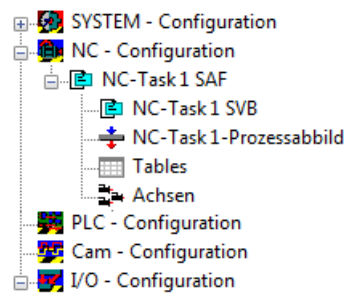 SYSTEM - Configuration
NC - Configuration
NC-Task 1 SAF
NC-Task 1 SVB
NC-Task 1-Prozessabbild
Tables
Achsen
PLC - Configuration
Cam - Configuration
I/O - Configuration